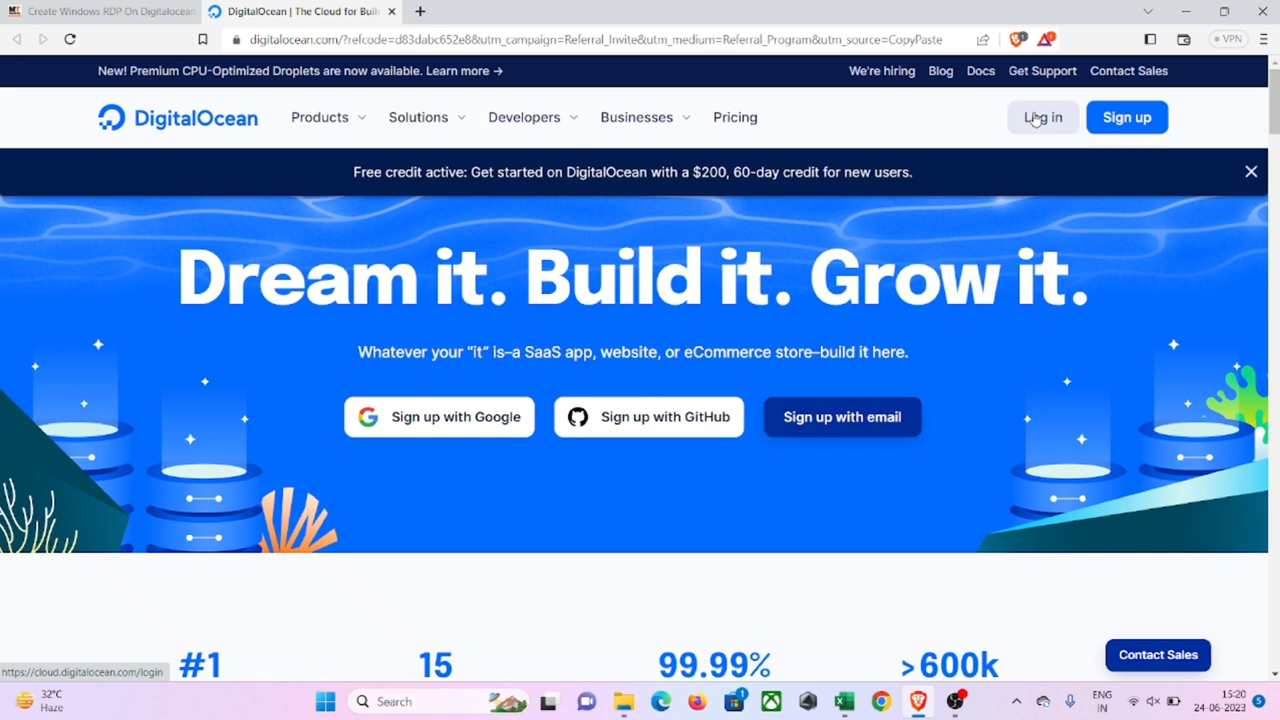 Create Windows RDP On Digitalocean
DigitalOcean | The Cloud for Buil
digitalocean.com/?refcode=d83dabc652e8&utm_campaign=Referral_Invite&utm_medium=Referral_Program&utm_source=CopyPaste
VPN
New! Premium CPU-Optimized Droplets are now available. Learn more →
We're hiring Blog Docs Get Support Contact Sales
DigitalOcean
Products Solutions Developers Businesses Pricing
Log in Sign up
Free credit active: Get started on DigitalOcean with a $200, 60-day credit for new users.
Dream it. Build it. Grow it.
Whatever your “it” is–a SaaS app, website, or eCommerce store–build it here.
Sign up with Google Sign up with GitHub Sign up with email
#1 15 99.99% >600k
Contact Sales
https://cloud.digitalocean.com/login
32°C
Haze
Search
ENG
IN
15:20
24-06-2023